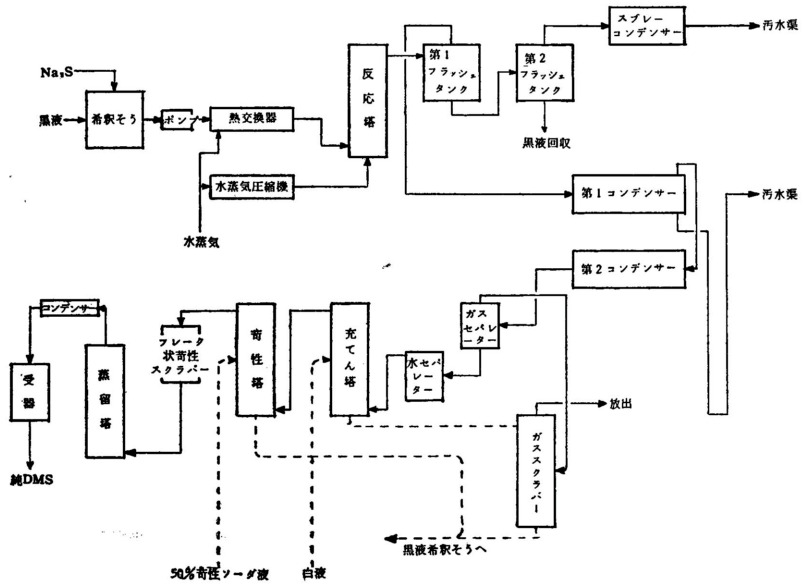 スプレー
コンデンサー
汚水渠
第1
フラッシュ
タンク
第2
フラッシュ
タンク
反応塔
Na₂S
黒液
希釈そう
ポンプ
熱交換器
黒液回収
水蒸気圧縮機
第1コンデンサー
汚水渠
水蒸気
第2コンデンサー
コンデンサ
フレーク
状苛性
スクラバー
苛性塔
充てん塔
ガス
セパレ
ーター
水セパ
レータ
ー
受器
蒸留塔
放出
ガススクラバー
純DMS
黒液希釈そうへ
50%苛性ソーダ液
白液